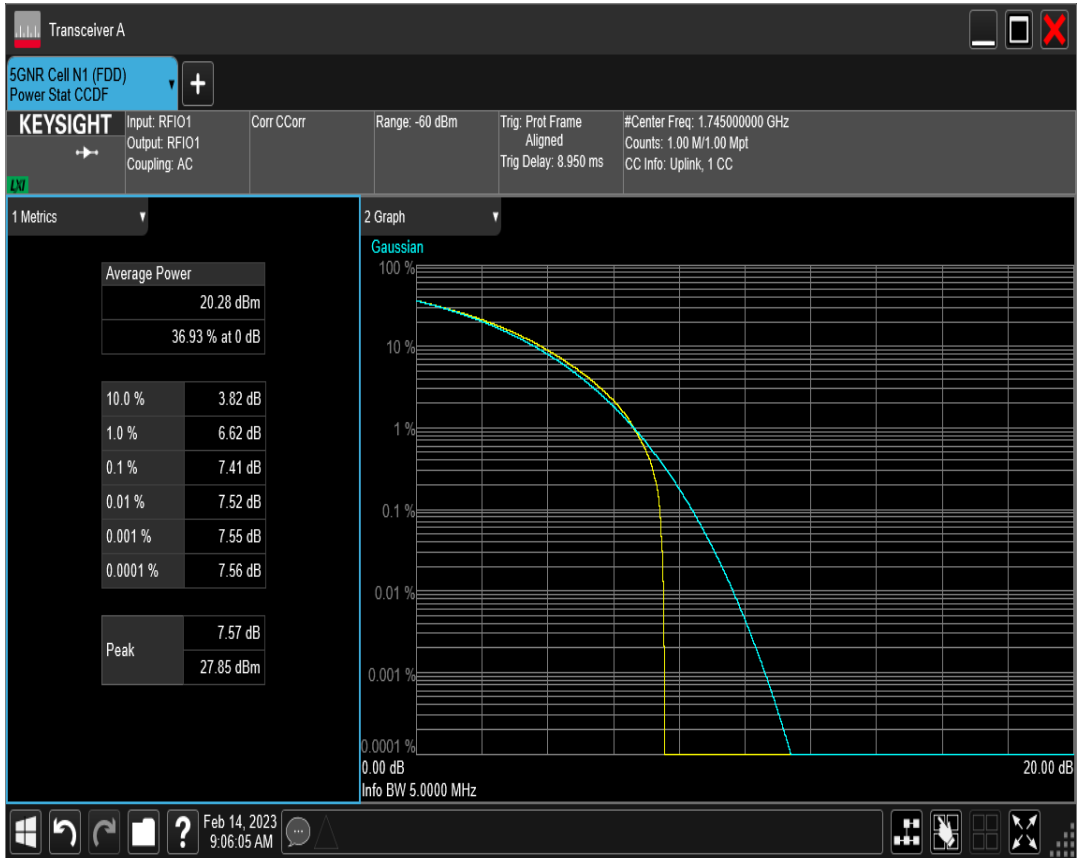 Transceiver A
5GNR Cell N1 (FDD)
Power Stat CCDF
+
KEYSIGHT
LXI
Input: RFIO1
Output: RFIO1
Coupling: AC
Corr CCorr
Range: -60 dBm
Trig: Prot Frame
Aligned
Trig Delay: 8.950 ms
#Center Freq: 1.745000000 GHz
Counts: 1.00 M/1.00 Mpt
CC Info: Uplink, 1 CC
1 Metrics
Average Power
20.28 dBm
36.93 % at 0 dB
10.0 % 3.82 dB
1.0 % 6.62 dB
0.1 % 7.41 dB
0.01 % 7.52 dB
0.001 % 7.55 dB
0.0001 % 7.56 dB
Peak
7.57 dB
27.85 dBm
2 Graph
Gaussian
100 %
10 %
1 %
0.1 %
0.01 %
0.001 %
0.0001 %
0.00 dB 20.00 dB
Info BW 5.0000 MHz
?
Feb 14, 2023
9:06:05 AM